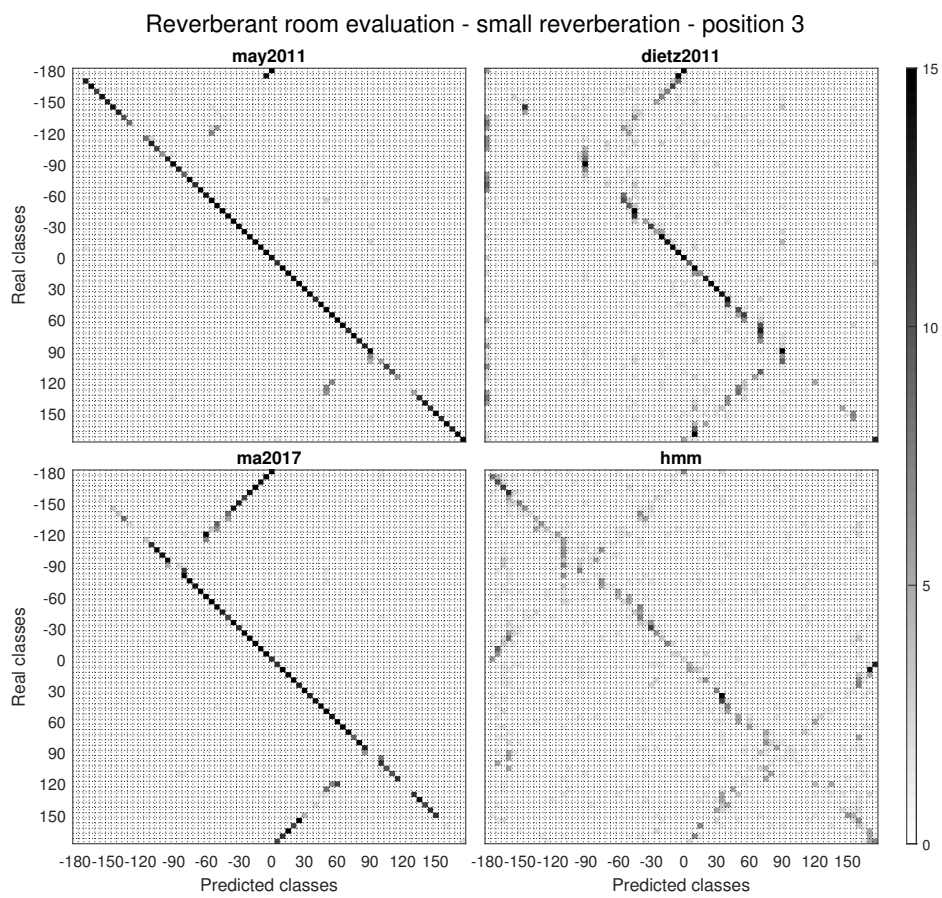 Reverberant room evaluation - small reverberation - position 3
may2011
dietz2011
-180
-150
-120
-90
-60
-30
0
30
60
90
120
150
Real classes
15
10
5
0
ma2017
hmm
-180
-150
-120
-90
-60
-30
0
30
60
90
120
150
Real classes
-180-150-120 -90 -60 -30 0 30 60 90 120 150
-180-150-120 -90 -60 -30 0 30 60 90 120 150
Predicted classes
Predicted classes